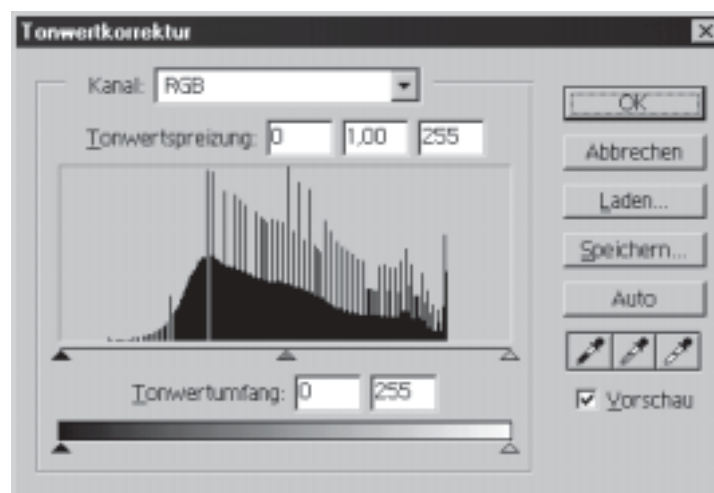 Tonwertkorrektur
Kanal: RGB
OK
Tonwertspreizung: 0 1,00 255
Abbrechen
Laden...
Speichern...
Auto
Tonwertumfang: 0 255
Vorschau